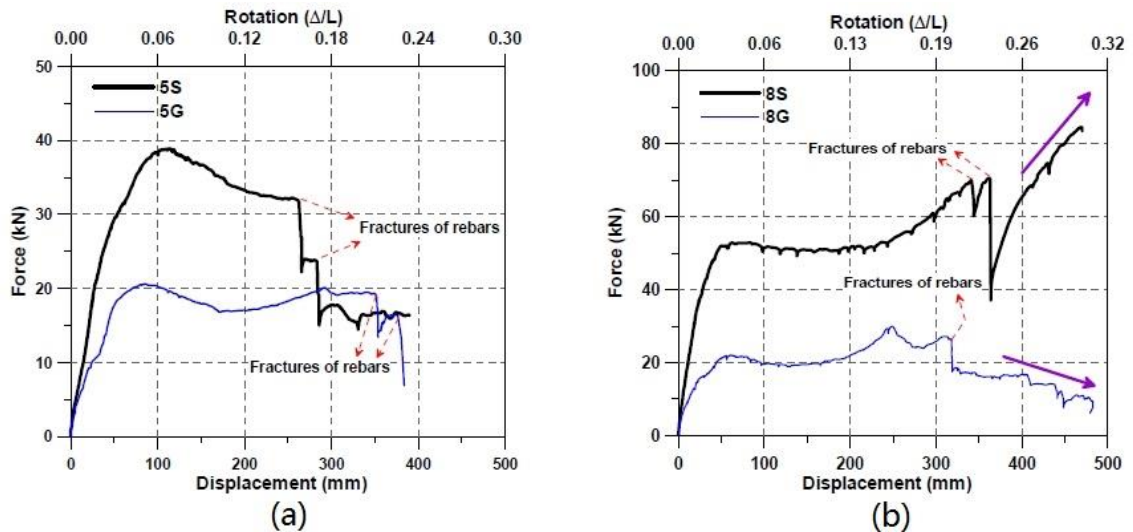 Rotation (Δ/L)
0.00 0.06 0.12 0.18 0.24 0.30
50
40
30
20
10
0
Force (kN)
5S
5G
Fractures of rebars
Fractures of rebars
0 100 200 300 400 500
Displacement (mm)
(a)
Rotation (Δ/L)
0.00 0.06 0.13 0.19 0.26 0.32
100
80
60
40
20
0
Force (kN)
8S
8G
Fractures of rebars
Fractures of rebars
0 100 200 300 400 500
Displacement (mm)
(b)